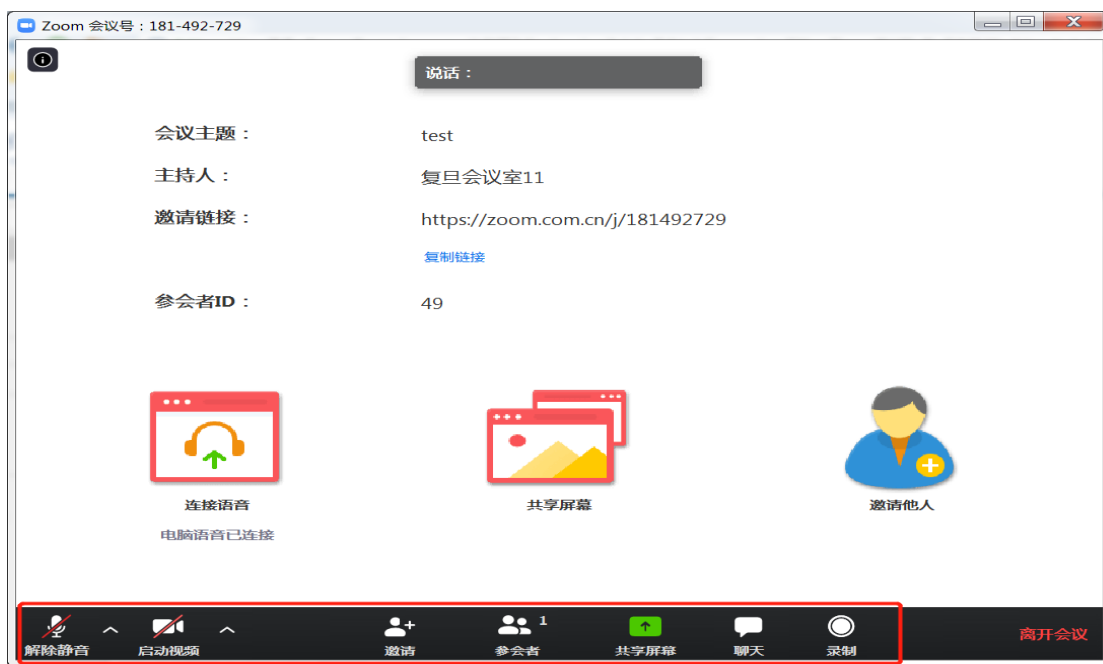 Zoom 会议号：181-492-729
说话：
会议主题： test
主持人： 复旦会议室11
邀请链接： https://zoom.com.cn/j/181492729
复制链接
参会者ID： 49
连接语音 共享屏幕 邀请他人
电脑语音已连接
1
解除静音 启动视频 邀请 参会者 共享屏幕 聊天 录制 离开会议